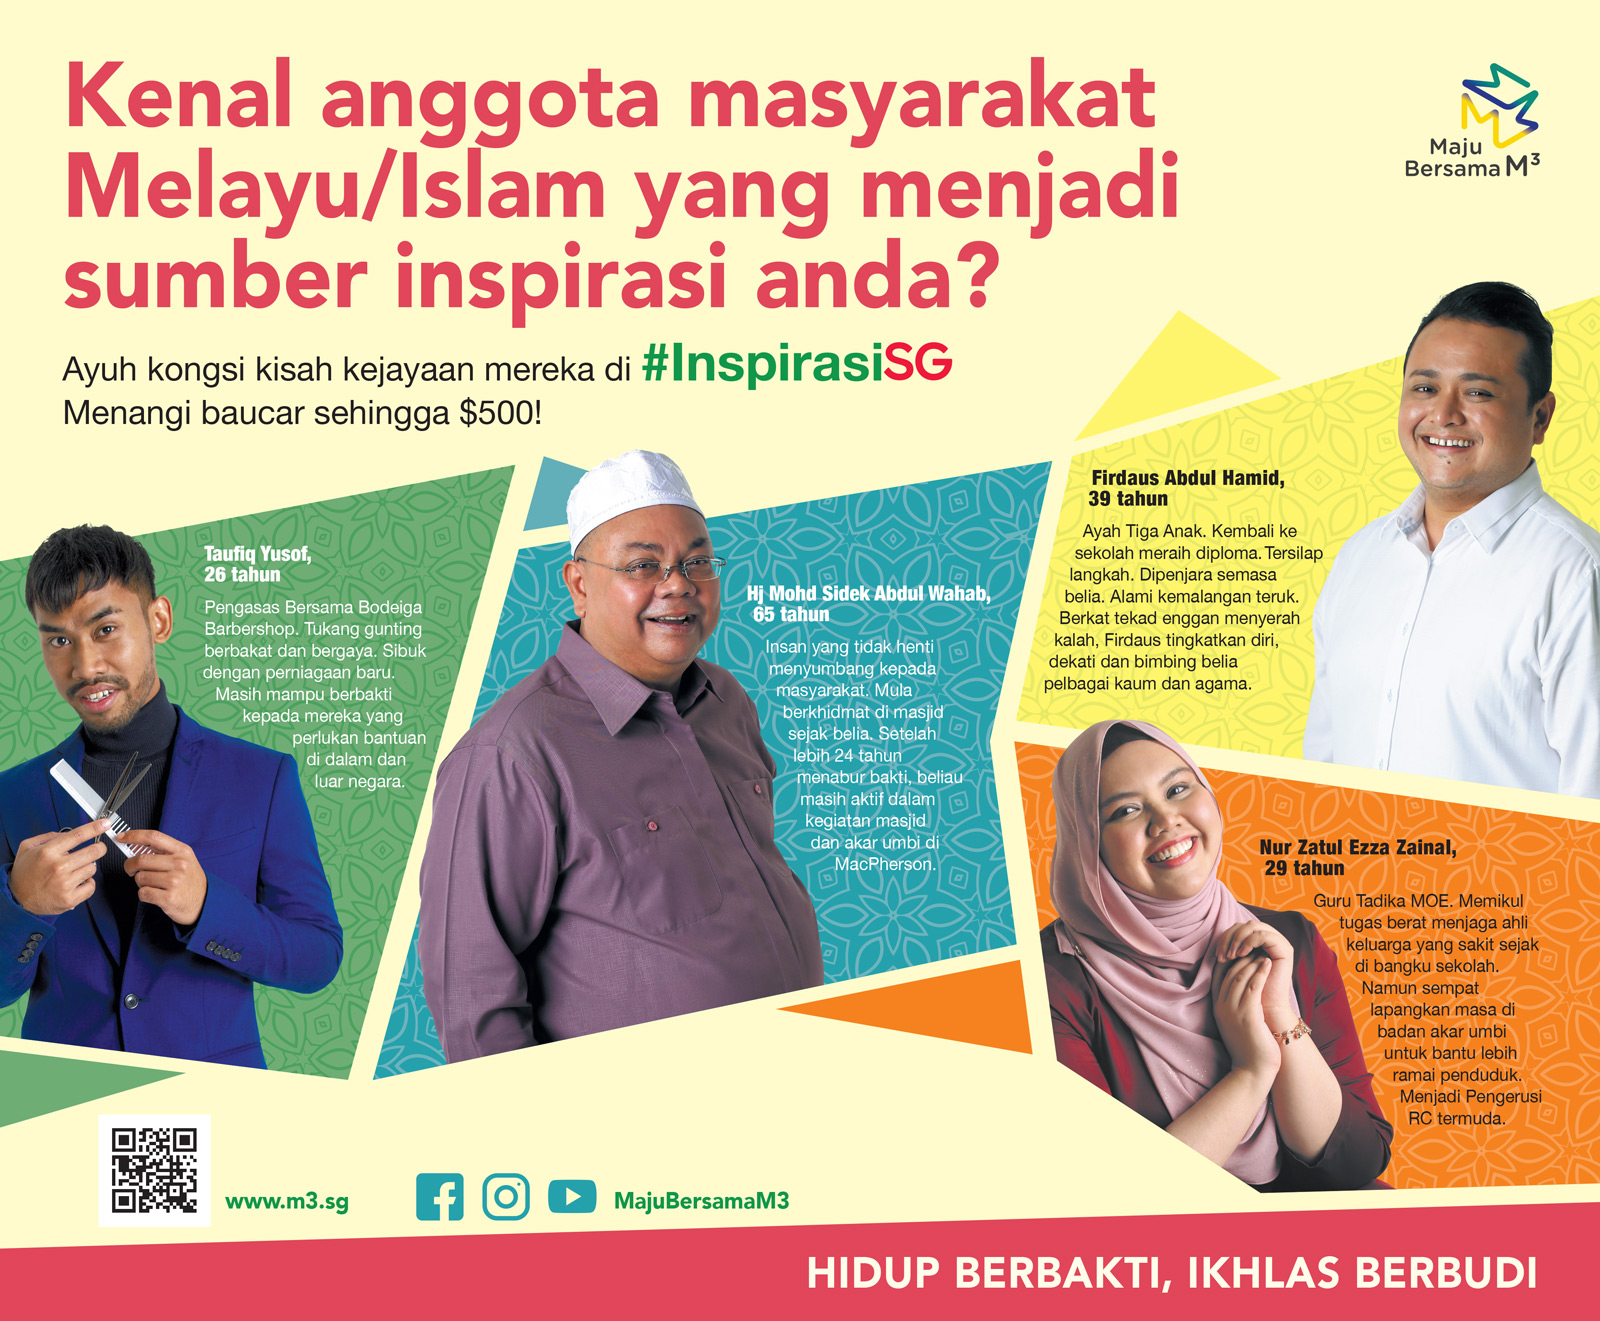 Kenal anggota masyarakat
Melayu/Islam yang menjadi
sumber inspirasi anda?
Ayuh kongsi kisah kejayaan mereka di #InspirasiSG
Menangi baucar sehingga $500!
Maju
Bersama M³
Taufiq Yusof,
26 tahun
Pengasas Bersama Bodeiga
Barbershop. Tukang gunting
berbakat dan bergaya. Sibuk
dengan perniagaan baru.
Masih mampu berbakti
kepada mereka yang
perlukan bantuan
di dalam dan
luar negara.
Hj Mohd Sidek Abdul Wahab,
65 tahun
Insan yang tidak henti
menyumbang kepada
masyarakat. Mula
berkhidmat di masjid
sejak belia. Setelah
lebih 24 tahun
menabur bakti, beliau
masih aktif dalam
kegiatan masjid
dan akar umbi di
MacPherson.
Firdaus Abdul Hamid,
39 tahun
Ayah Tiga Anak. Kembali ke
sekolah meraih diploma. Tersilap
langkah. Dipenjara semasa
belia. Alami kemalangan teruk.
Berkat tekad enggan menyerah
kalah, Firdaus tingkatkan diri,
dekati dan bimbing belia
pelbagai kaum dan agama.
Nur Zatul Ezza Zainal,
29 tahun
Guru Tadika MOE. Memikul
tugas berat menjaga ahli
keluarga yang sakit sejak
di bangku sekolah.
Namun sempat
lapangkan masa di
badan akar umbi
untuk bantu lebih
ramai penduduk.
Menjadi Pengerusi
RC termuda.
www.m3.sg
MajuBersamaM3
HIDUP BERBAKTI, IKHLAS BERBUDI